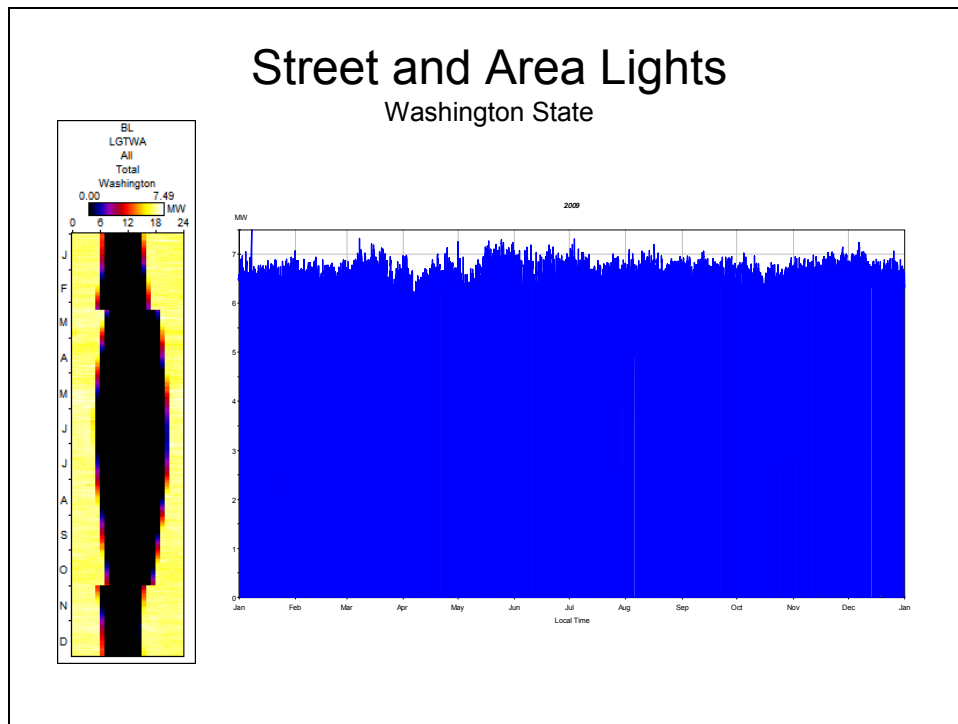 Street and Area Lights
Washington State
BL
LGTWA
All
Total
Washington
0.00 7.49
MW
0 6 12 18 24
J
F
M
A
M
J
J
A
S
O
N
D
2009
MW
7
6
5
4
3
2
1
0
Jan Feb Mar Apr May Jun Jul Aug Sep Oct Nov Dec Jan
Local Time